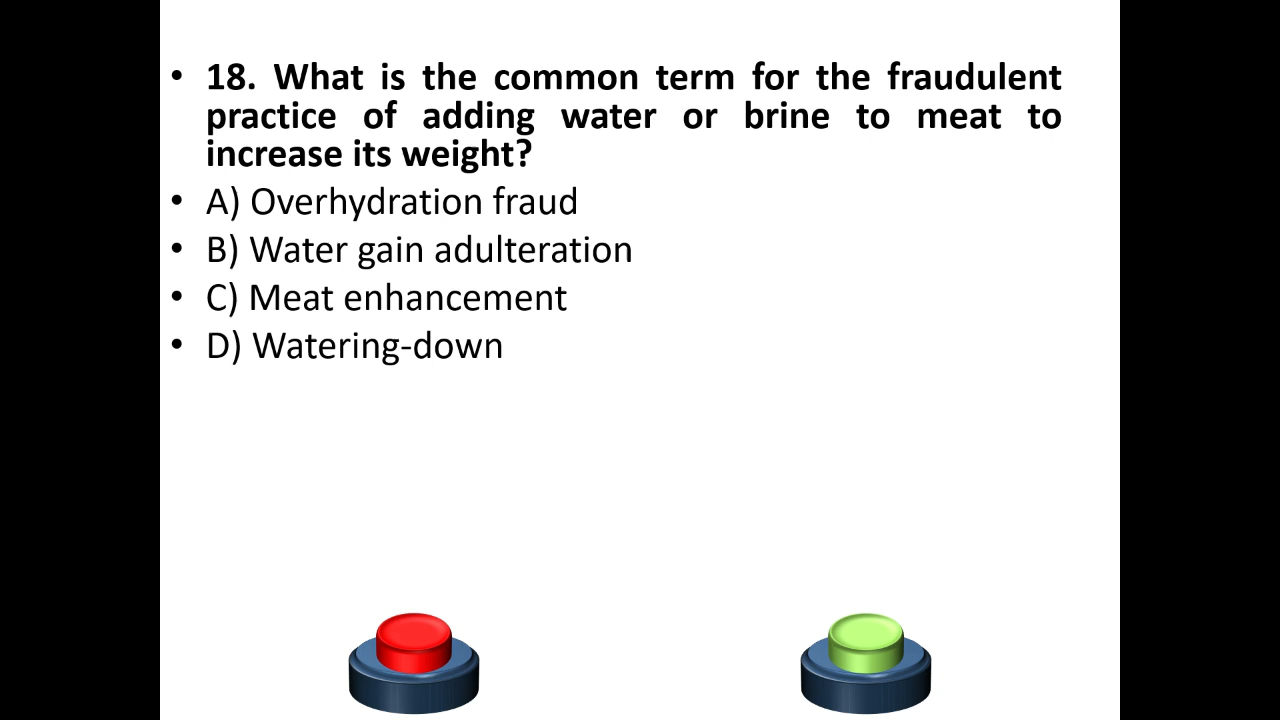 • 18. What is the common term for the fraudulent
practice of adding water or brine to meat to
increase its weight?
• A) Overhydration fraud
• B) Water gain adulteration
• C) Meat enhancement
• D) Watering-down